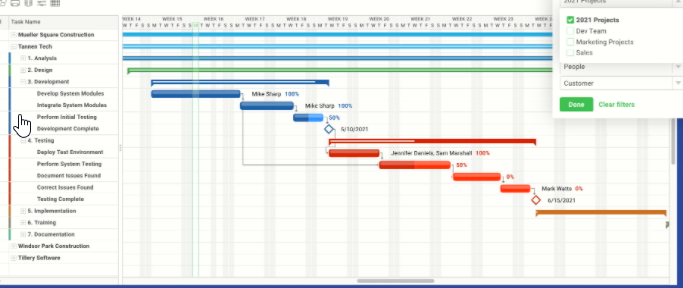 2021 Projects
Task Name
WEEK 14 WEEK 15 WEEK 16 WEEK 17 WEEK 18 WEEK 19 WEEK 20 WEEK 21 WEEK 22 WEEK 23
2021 Projects
Dev Team
Marketing Projects
Sales
People
Customer
Done Clear filters
Mueller Square Construction
Taneen Tech
1. Analysis
2. Design
3. Development
Develop System Modules Mike Sharp 100%
Integrate System Modules Mike Sharp 100%
Perform Initial Testing 50%
Development Complete 5/10/2021
4. Testing
Deploy Test Environment Jennifer Daniels, Sam Marshall 100%
Perform System Testing 50%
Document Issues Found 0%
Correct Issues Found Mark Watts 0%
Testing Complete 6/15/2021
5. Implementation
6. Training
7. Documentation
Windsor Park Construction
Tillery Software